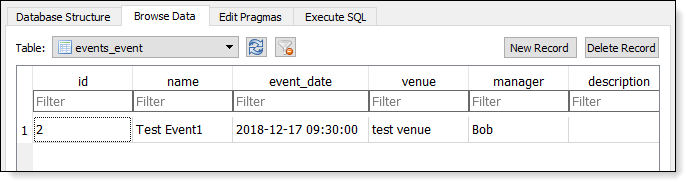 Database Structure Browse Data Edit Pragmas Execute SQL
Table: events_event New Record Delete Record
id name event_date venue manager description
Filter Filter Filter Filter Filter Filter
1 2 Test Event1 2018-12-17 09:30:00 test venue Bob